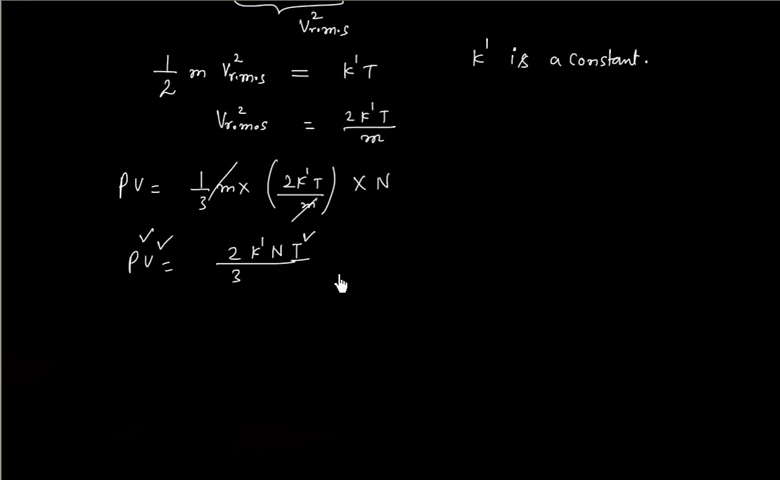 V²r.m.s
1/2 m V²r.m.s = k'T
k' is a constant.
V²r.m.s = 2k'T/m
PV = 1/3 m x (2k'T/m) x N
PV = 2k'NT/3